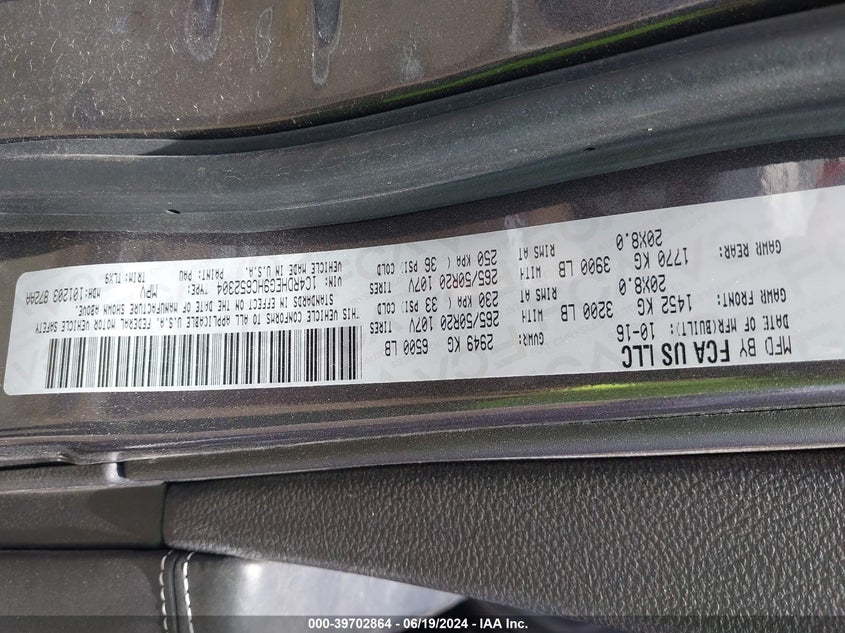 MFD BY FCA US LLC
DATE OF MFR(BUILT): 10-16 GVWR: 2949 KG 6500 LB
GAWR FRONT: 1452 KG 3200 LB WITH 265/50R20 107V TIRES
20X8.0 RIMS AT 230 KPA ( 33 PSI) COLD
GAWR REAR: 1770 KG 3900 LB WITH 265/50R20 107V TIRES
20X8.0 RIMS AT 250 KPA ( 36 PSI) COLD
THIS VEHICLE CONFORMS TO ALL APPLICABLE U.S.A. FEDERAL MOTOR VEHICLE SAFETY
STANDARDS IN EFFECT ON THE DATE OF MANUFACTURE SHOWN ABOVE.
VIN: 1C4RDHEG3HC652304 TYPE: MPV MDH:101203 872AA
VEHICLE MADE IN U.S.A. PAINT: PAU TRIM: TLX9
000-39702864 / 06/19/2024 - IAA Inc.